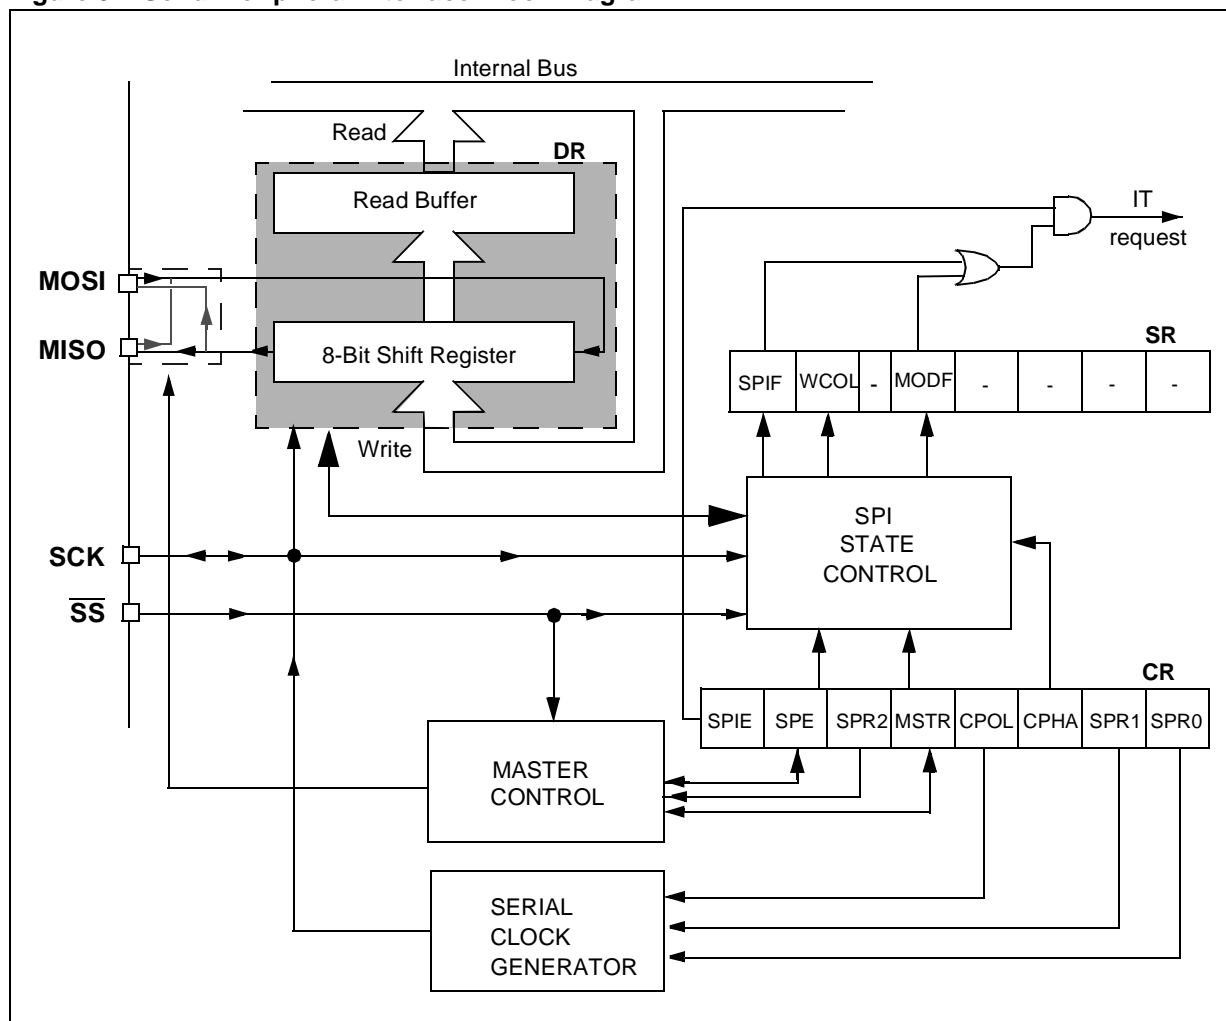 Internal Bus
Read
DR
Read Buffer
IT
request
MOSI
MISO
8-Bit Shift Register
SR
SPIF WCOL - MODF - - - -
Write
SPI
STATE
CONTROL
SCK
SS
CR
SPIE SPE SPR2 MSTR CPOL CPHA SPR1 SPR0
MASTER
CONTROL
SERIAL
CLOCK
GENERATOR